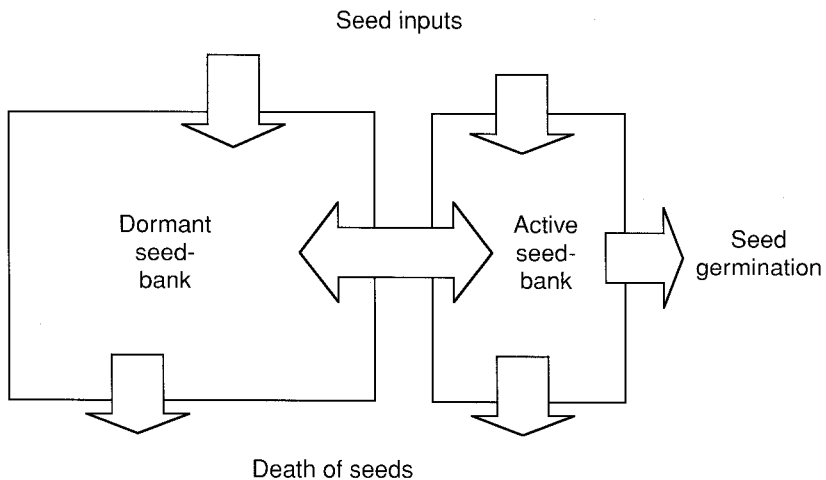 Seed inputs
Dormant
seed-
bank
Active
seed-
bank
Seed
germination
Death of seeds